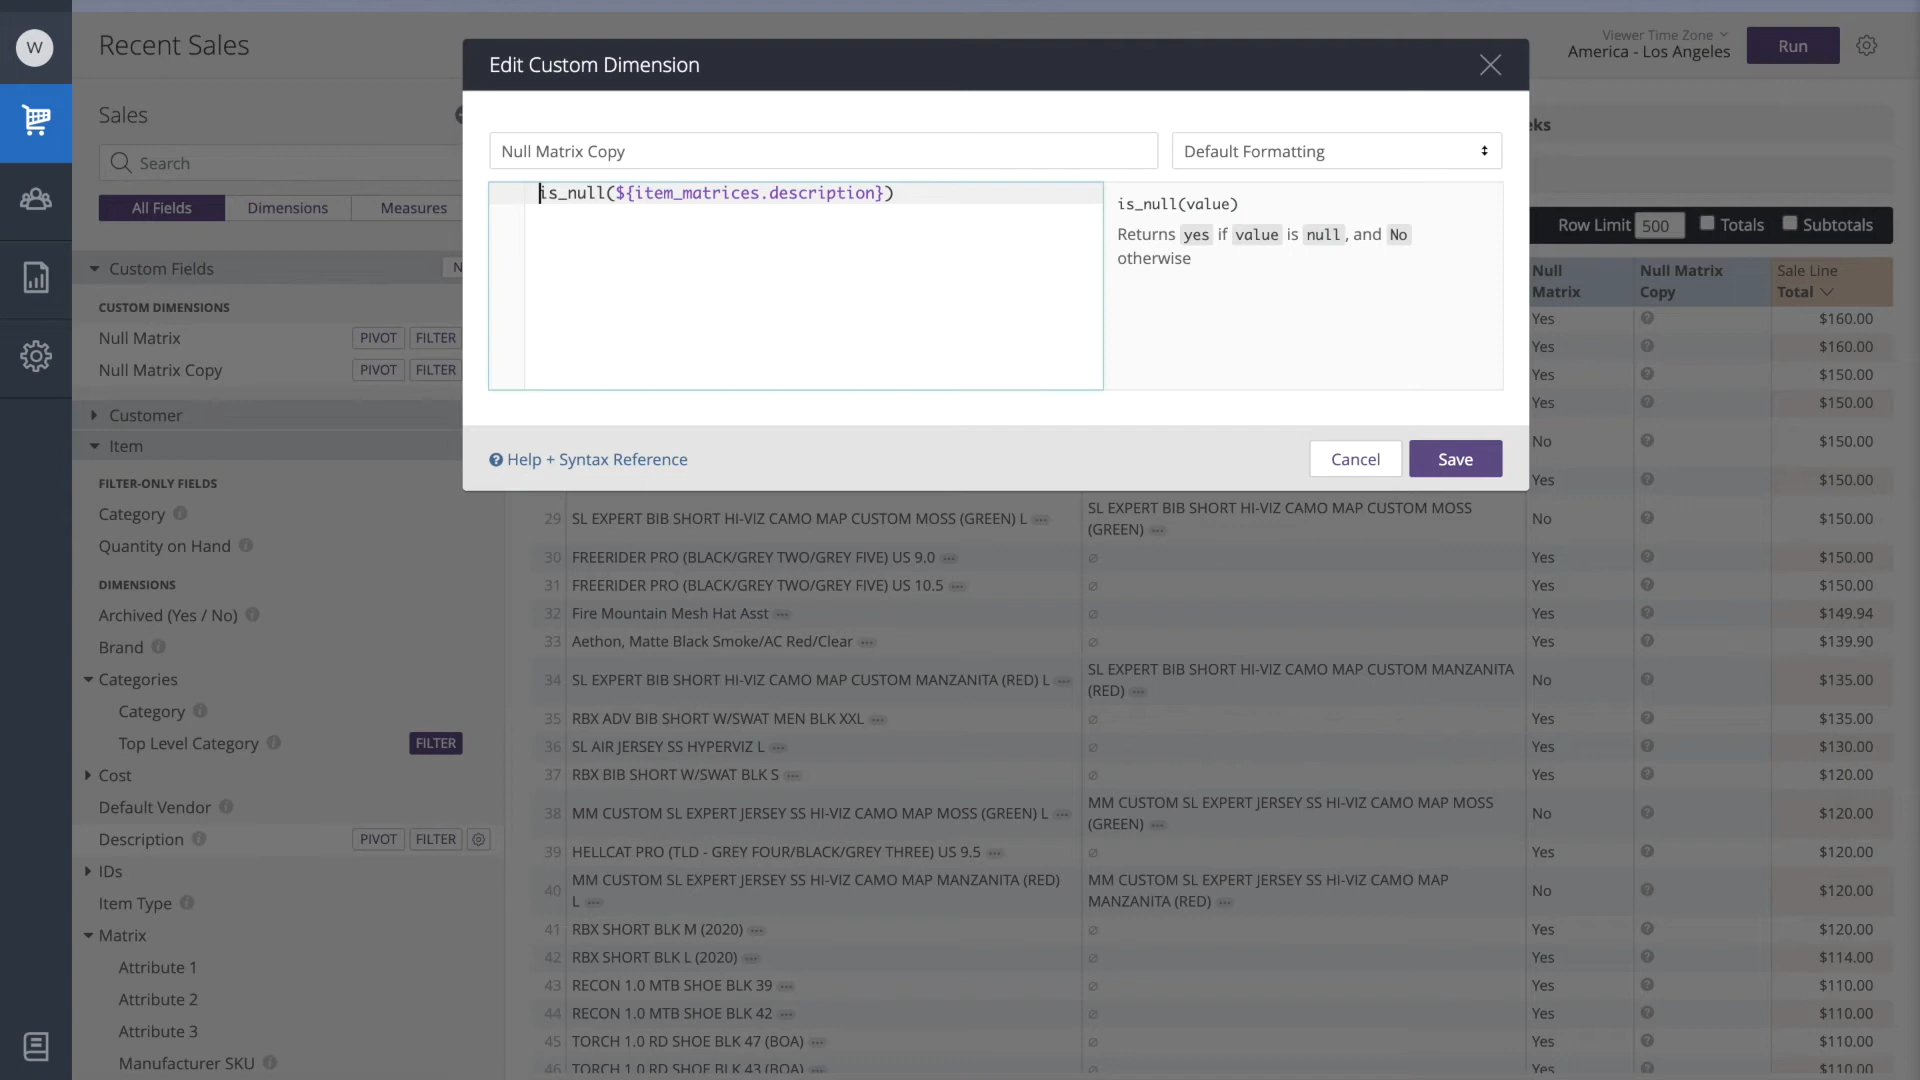 W
Recent Sales
Viewer Time Zone
America - Los Angeles
Run
Edit Custom Dimension
Sales
Search
All Fields
Dimensions
Measures
Null Matrix Copy
Default Formatting
is_null(${item_matrices.description})
is_null(value)
Returns yes if value is null, and No
otherwise
Help + Syntax Reference
Cancel
Save
Row Limit 500 Totals Subtotals
Custom Fields
CUSTOM DIMENSIONS
Null Matrix PIVOT FILTER
Null Matrix Copy PIVOT FILTER
Customer
Item
FILTER-ONLY FIELDS
Category
Quantity on Hand
DIMENSIONS
Archived (Yes / No)
Brand
Categories
Category
Top Level Category FILTER
Cost
Default Vendor
Description PIVOT FILTER
IDs
Item Type
Matrix
Attribute 1
Attribute 2
Attribute 3
Manufacturer SKU
Null
Matrix
Null Matrix
Copy
Sale Line
Total
Yes $160.00
Yes $160.00
Yes $150.00
Yes $150.00
No $150.00
Yes $150.00
29 SL EXPERT BIB SHORT HI-VIZ CAMO MAP CUSTOM MOSS (GREEN) L SL EXPERT BIB SHORT HI-VIZ CAMO MAP CUSTOM MOSS
(GREEN) No $150.00
30 FREERIDER PRO (BLACK/GREY TWO/GREY FIVE) US 9.0 ∅ Yes $150.00
31 FREERIDER PRO (BLACK/GREY TWO/GREY FIVE) US 10.5 ∅ Yes $150.00
32 Fire Mountain Mesh Hat Asst ∅ Yes $149.94
33 Aethon, Matte Black Smoke/AC Red/Clear ∅ Yes $139.90
34 SL EXPERT BIB SHORT HI-VIZ CAMO MAP CUSTOM MANZANITA (RED) L SL EXPERT BIB SHORT HI-VIZ CAMO MAP CUSTOM MANZANITA
(RED) No $135.00
35 RBX ADV BIB SHORT W/SWAT MEN BLK XXL ∅ Yes $135.00
36 SL AIR JERSEY SS HYPERVIZ L ∅ Yes $130.00
37 RBX BIB SHORT W/SWAT BLK S ∅ Yes $120.00
38 MM CUSTOM SL EXPERT JERSEY SS HI-VIZ CAMO MAP MOSS (GREEN) L MM CUSTOM SL EXPERT JERSEY SS HI-VIZ CAMO MAP MOSS
(GREEN) No $120.00
39 HELLCAT PRO (TLD - GREY FOUR/BLACK/GREY THREE) US 9.5 ∅ Yes $120.00
40 MM CUSTOM SL EXPERT JERSEY SS HI-VIZ CAMO MAP MANZANITA (RED) MM CUSTOM SL EXPERT JERSEY SS HI-VIZ CAMO MAP
L MANZANITA (RED) No $120.00
41 RBX SHORT BLK M (2020) ∅ Yes $120.00
42 RBX SHORT BLK L (2020) ∅ Yes $114.00
43 RECON 1.0 MTB SHOE BLK 39 ∅ Yes $110.00
44 RECON 1.0 MTB SHOE BLK 42 ∅ Yes $110.00
45 TORCH 1.0 RD SHOE BLK 47 (BOA) ∅ Yes $110.00
46 TORCH 1.0 RD SHOE BLK 43 (BOA) ∅ Yes $110.00